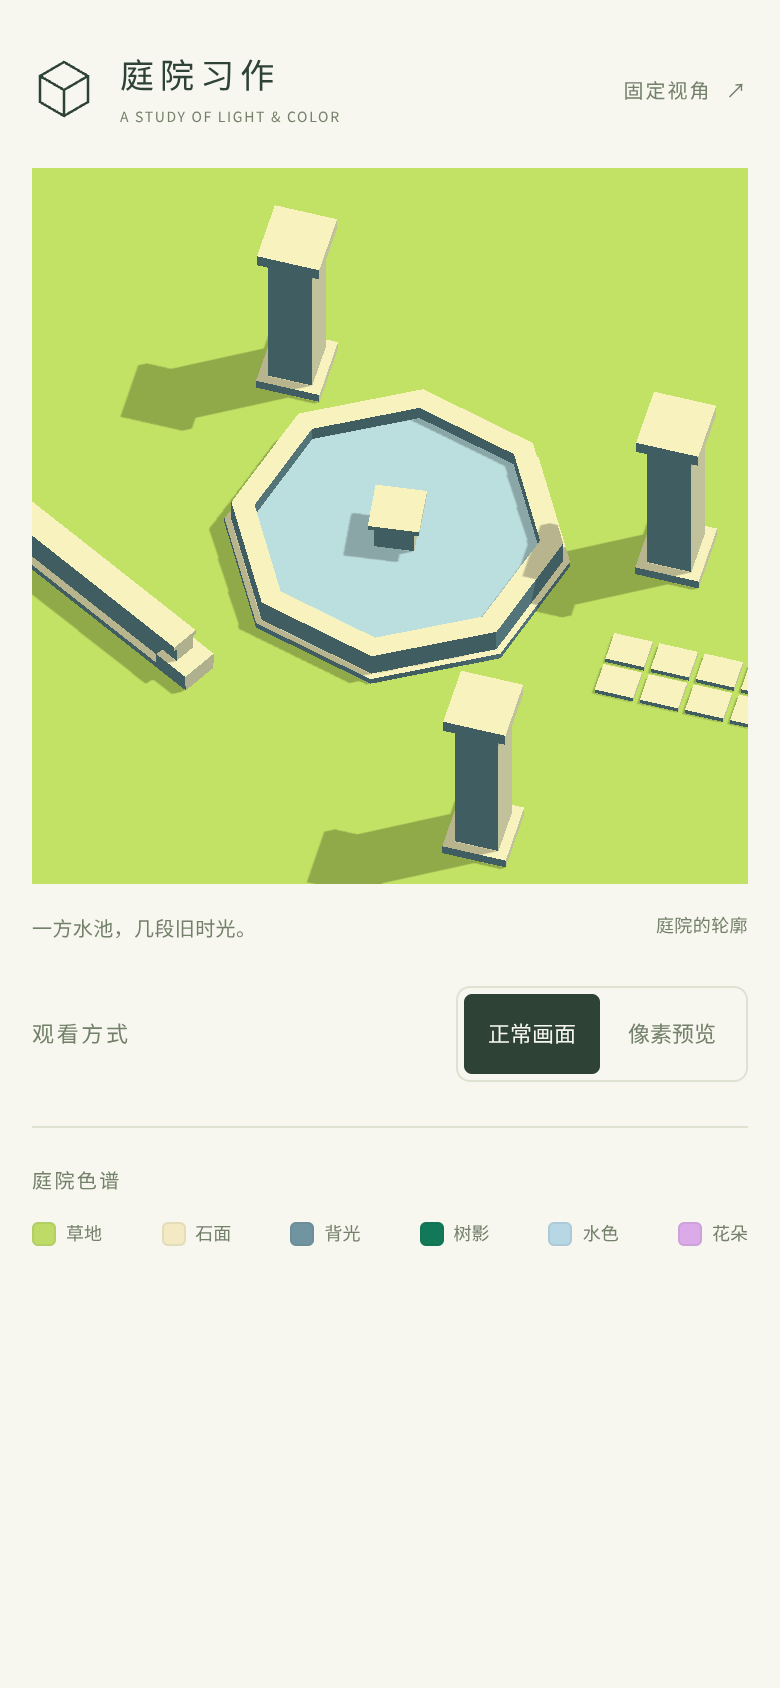 庭院习作
A STUDY OF LIGHT & COLOR
固定视角 ↗
一方水池，几段旧时光。
庭院的轮廓
观看方式
正常画面
像素预览
庭院色谱
草地
石面
背光
树影
水色
花朵